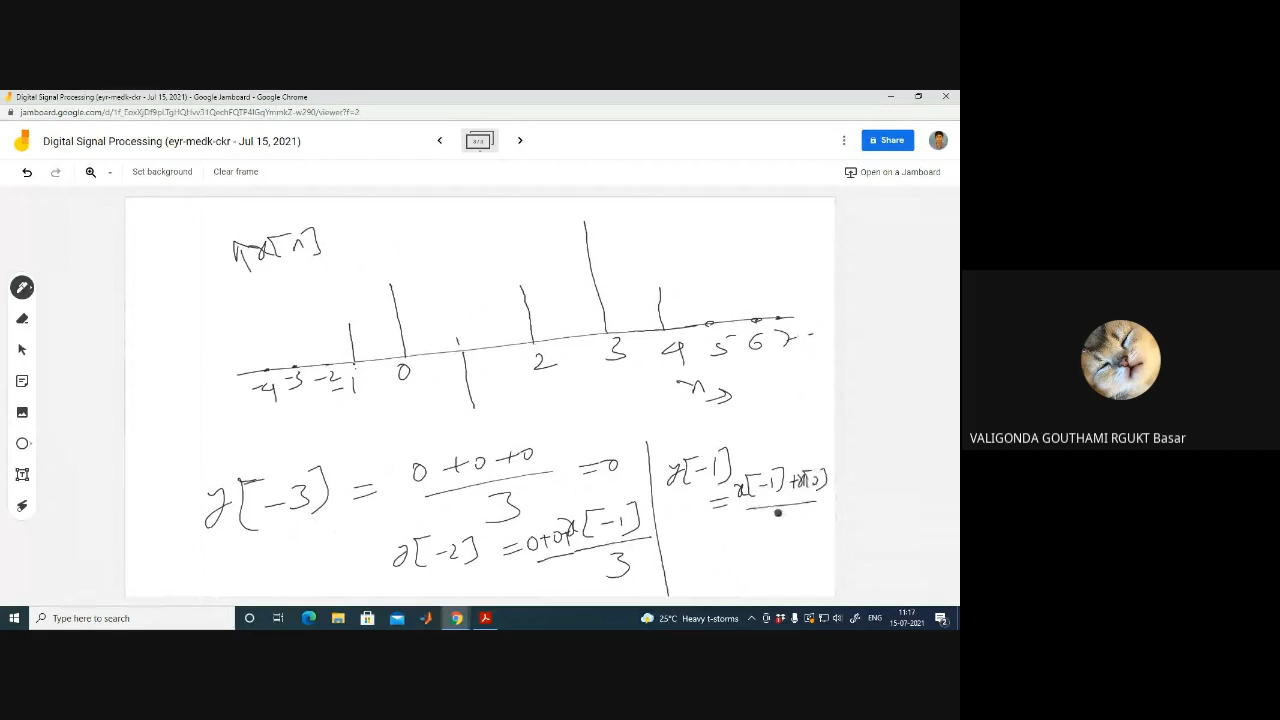 Digital Signal Processing (eyr-medk-ckr - Jul 15, 2021) - Google Jamboard - Google Chrome
Digital Signal Processing (eyr-medk-ckr - Jul 15, 2021)
3/3
Share
Set background
Clear frame
Open on a Jamboard
x[n]
-4 -3 -2 -1 0 2 3 4 5 6 7
n
y[-3] = 0+0+0 / 3 = 0
y[-2] = 0+0+x[-1] / 3
y[-1]
= x[-1] + x[0]
VALIGONDA GOUTHAMI RGUKT Basar
Type here to search
25°C Heavy t-storms
ENG
11:17
15-07-2021
2